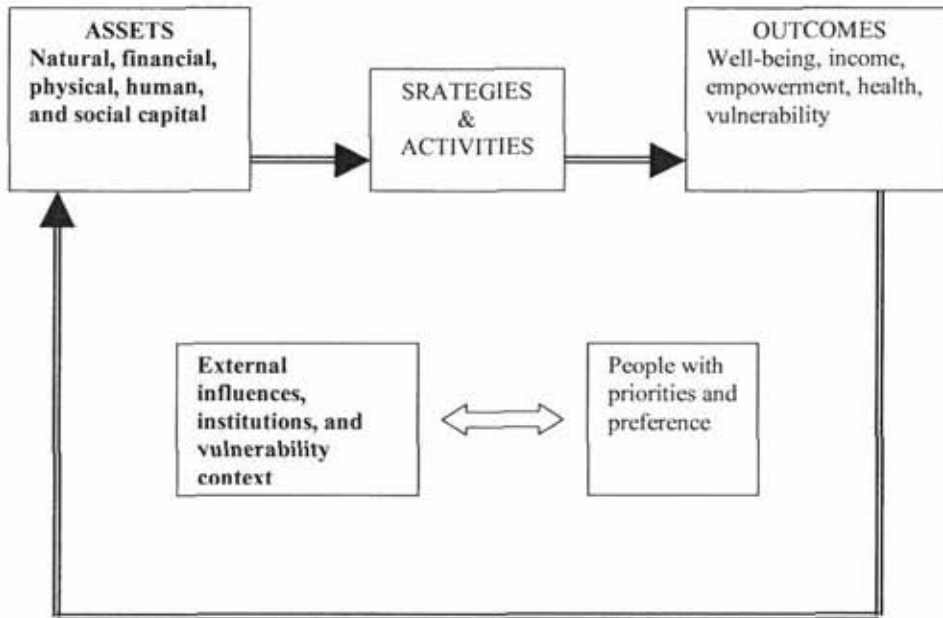 ASSETS
Natural, financial,
physical, human,
and social capital
SRATEGIES
&
ACTIVITIES
OUTCOMES
Well-being, income,
empowerment, health,
vulnerability
External
influences,
institutions, and
vulnerability
context
People with
priorities and
preference